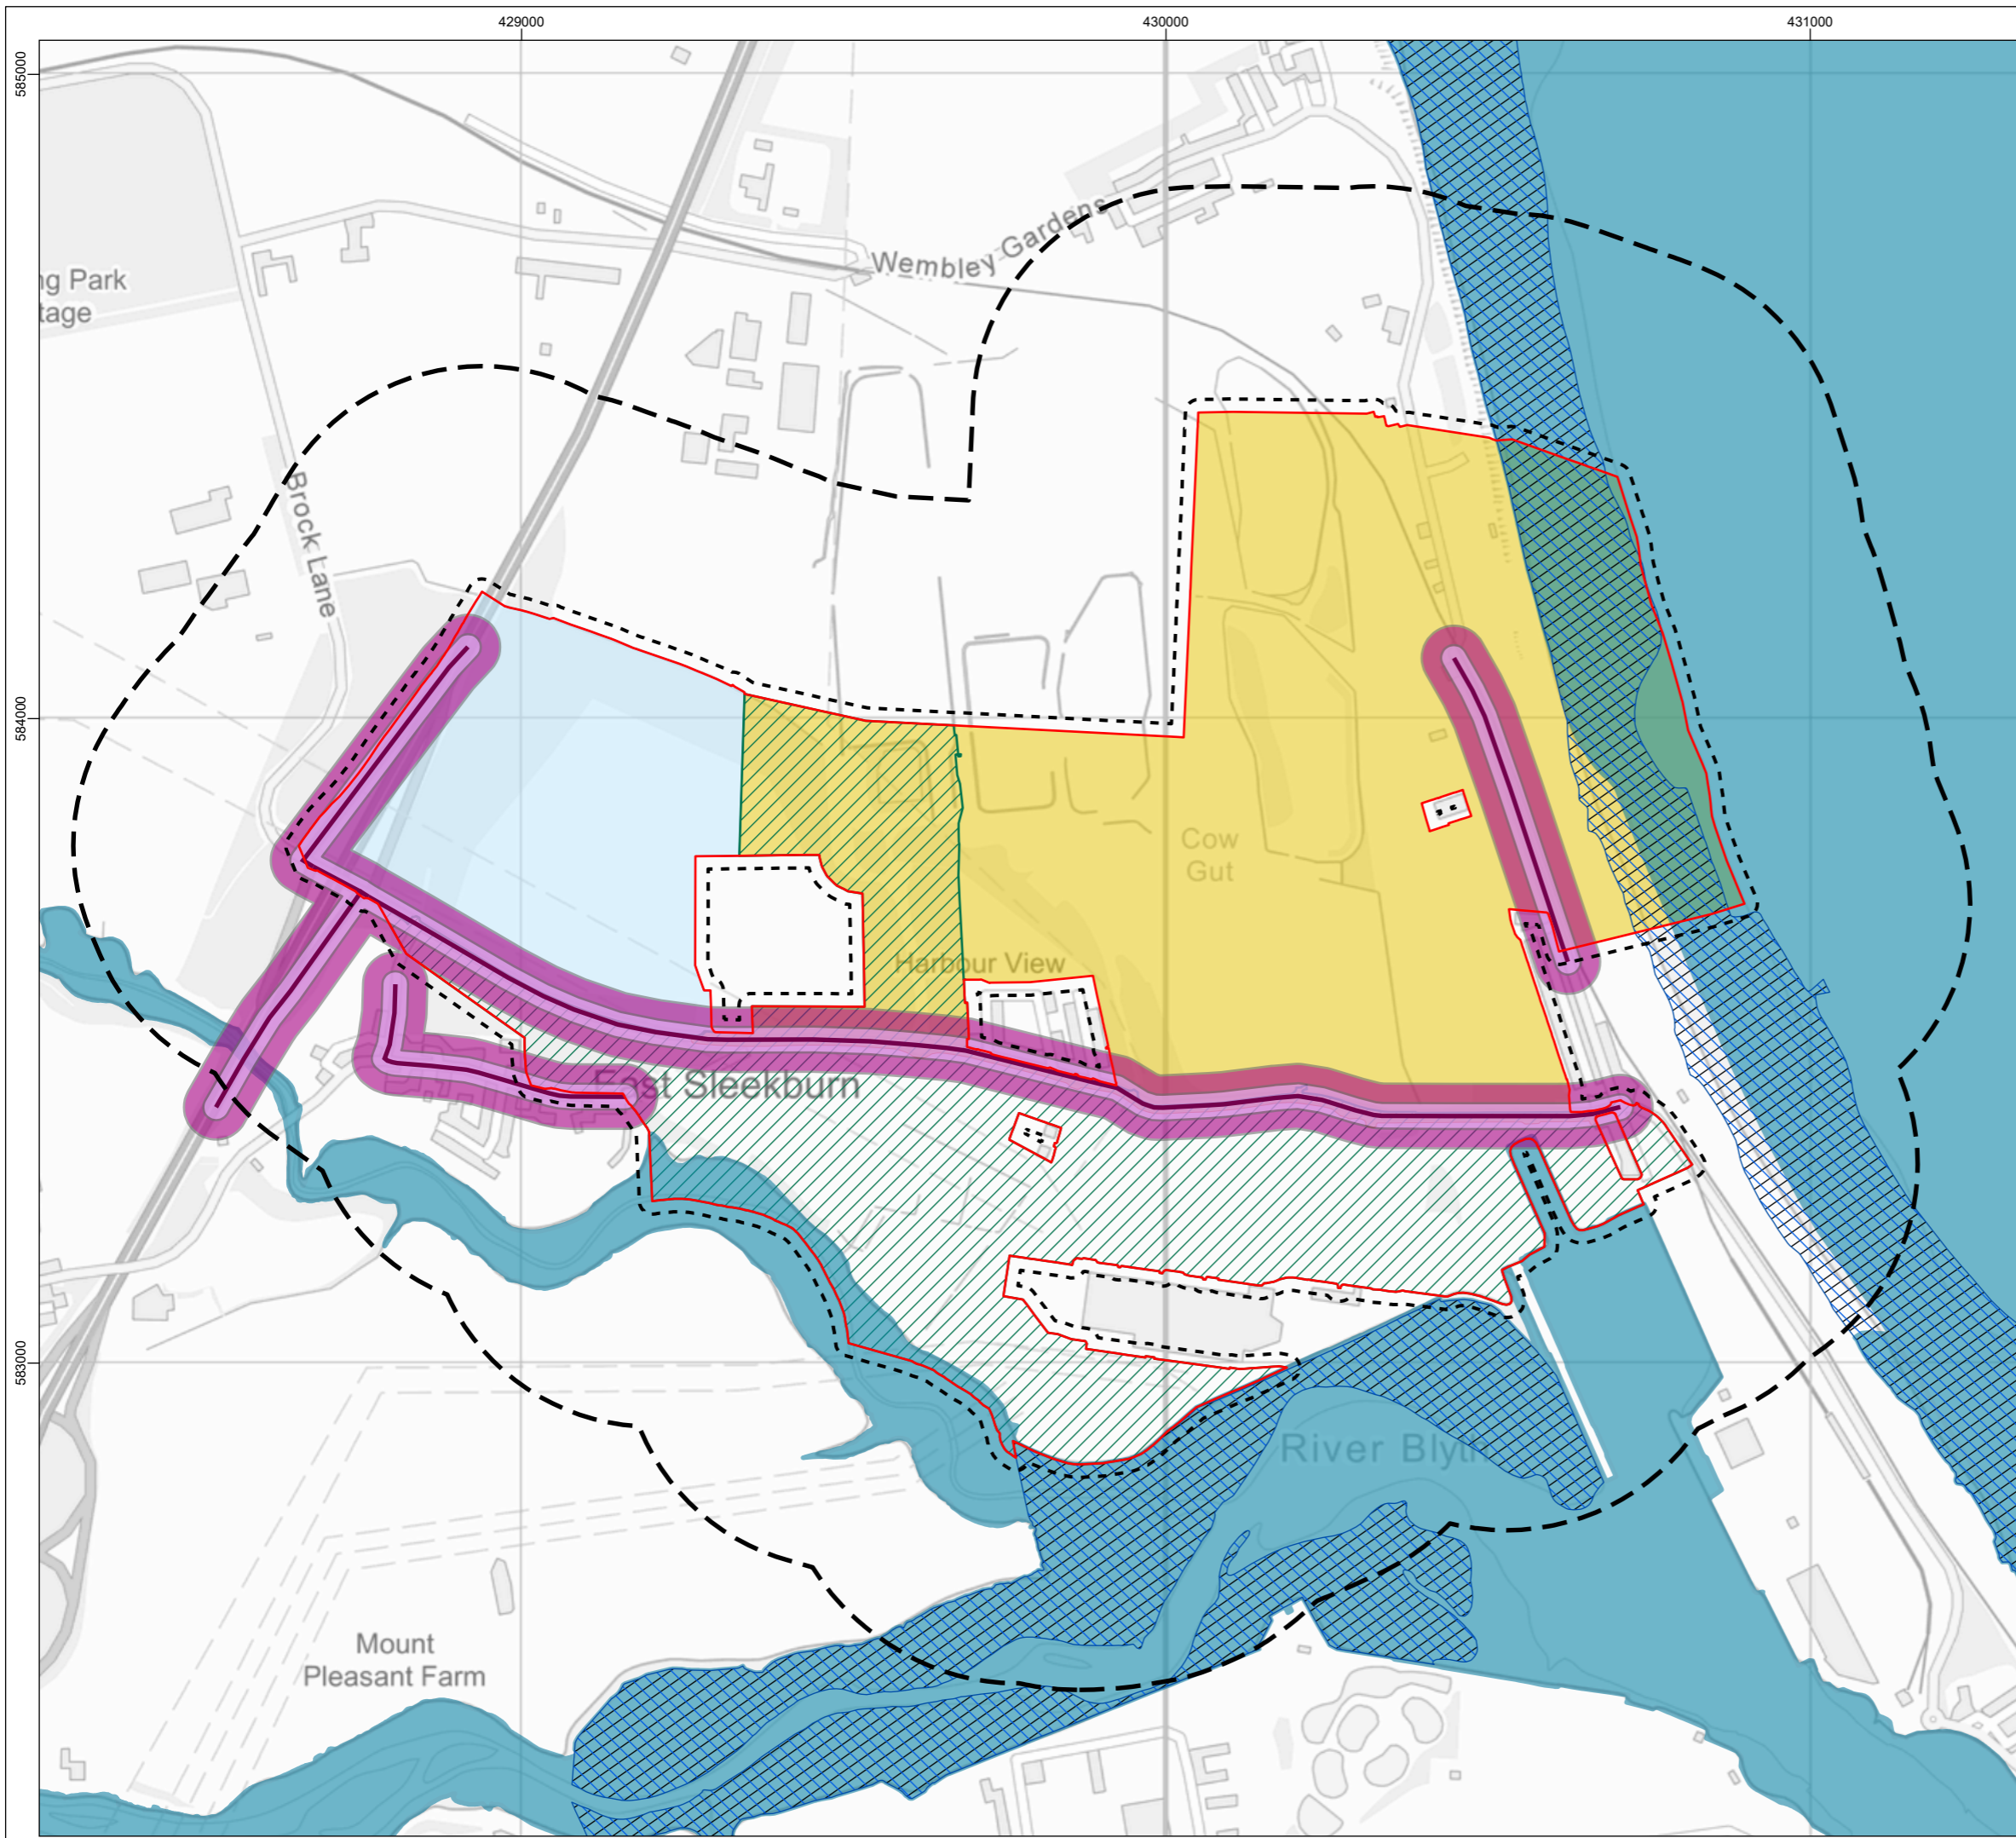 429000
430000
431000
585000
584000
583000
Wembley Gardens
ng Park
tage
Brock Lane
Cow
Gut
Harbour View
East Sleekburn
River Blyth
Mount
Pleasant Farm